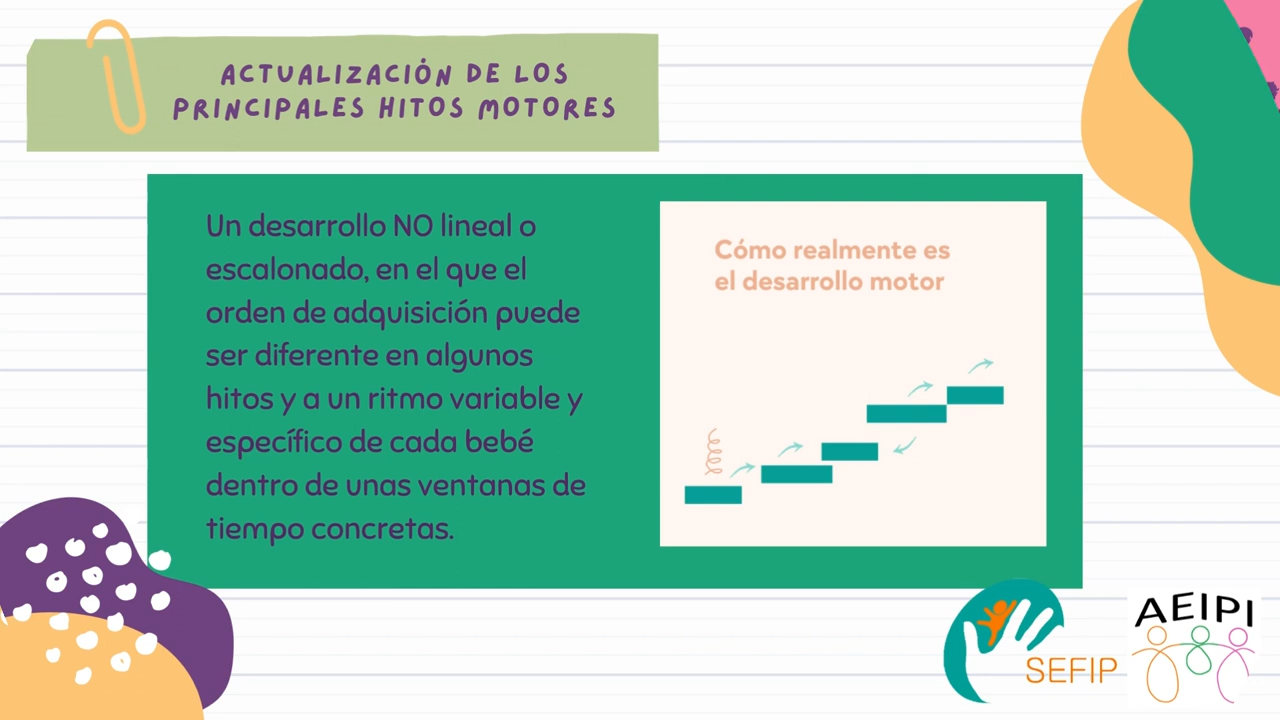 ACTUALIZACIÓN DE LOS
PRINCIPALES HITOS MOTORES
Un desarrollo NO lineal o
escalonado, en el que el
orden de adquisición puede
ser diferente en algunos
hitos y a un ritmo variable y
específico de cada bebé
dentro de unas ventanas de
tiempo concretas.
Cómo realmente es
el desarrollo motor
SEFIP
AEIPI